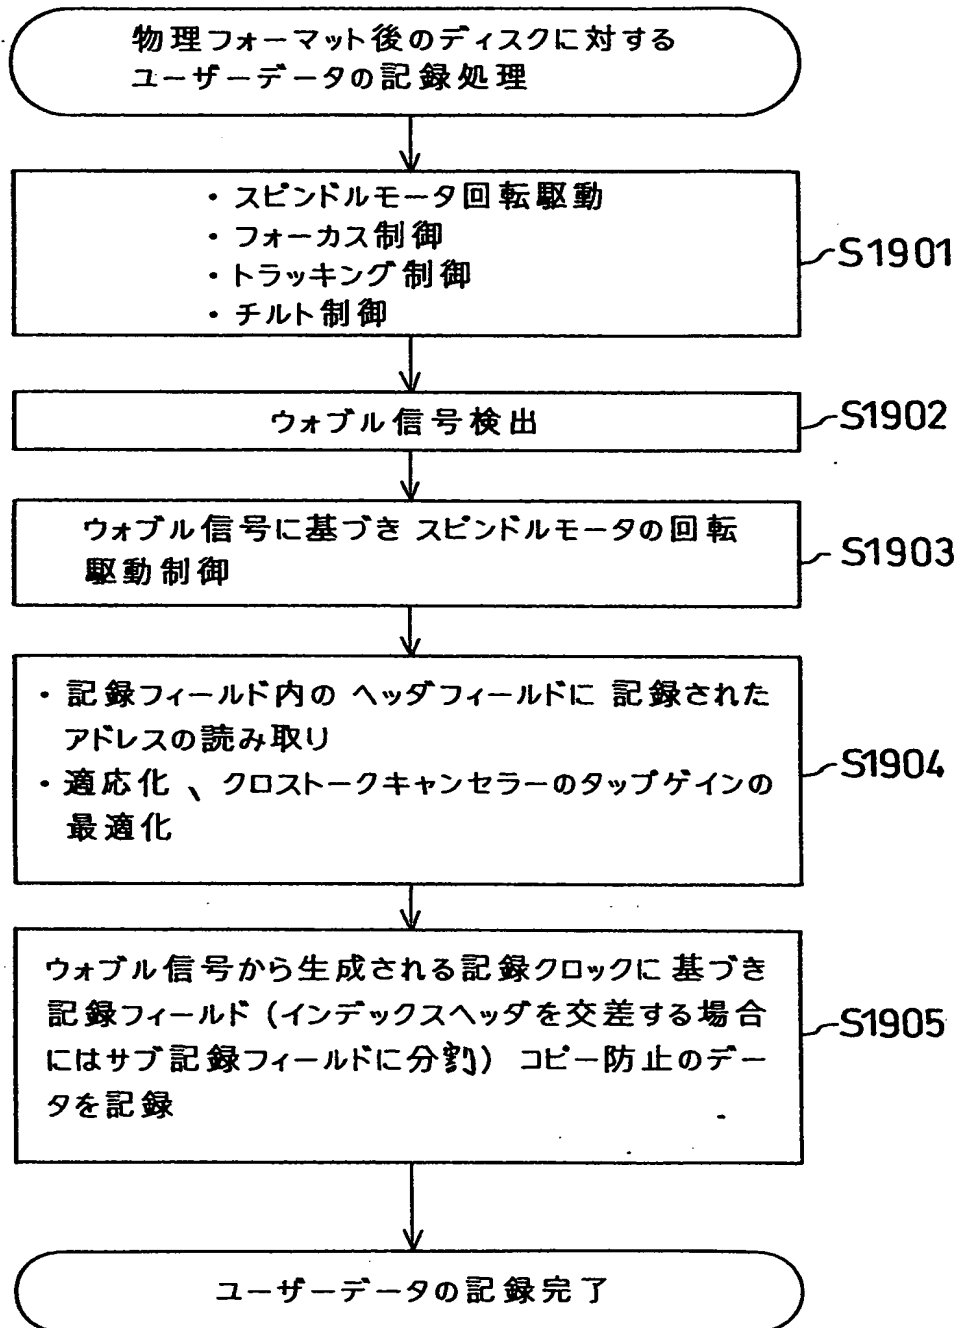 物理フォーマット後のディスクに対する
ユーザーデータの記録処理
・スピンドルモータ回転駆動
・フォーカス制御
・トラッキング制御
・チルト制御
S1901
ウォブル信号検出
S1902
ウォブル信号に基づきスピンドルモータの回転
駆動制御
S1903
・記録フィールド内のヘッダフィールドに記録された
アドレスの読み取り
・適応化、クロストークキャンセラーのタップゲインの
最適化
S1904
ウォブル信号から生成される記録クロックに基づき
記録フィールド(インデックスヘッダを交差する場合
にはサブ記録フィールドに分割) コピー防止のデー
タを記録
S1905
ユーザーデータの記録完了